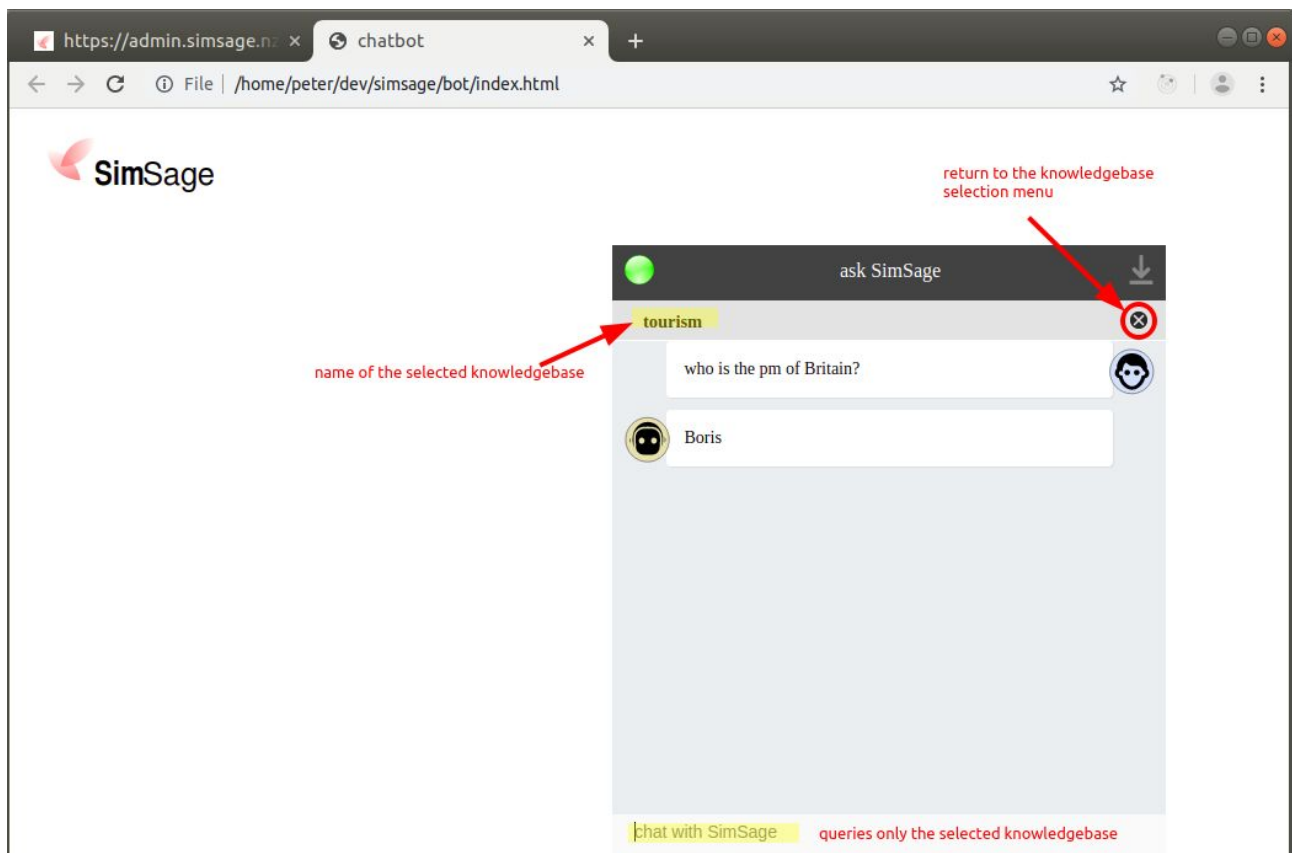 https://admin.simsage.nz
chatbot
File | /home/peter/dev/simsage/bot/index.html
SimSage
return to the knowledgebase
selection menu
ask SimSage
tourism
name of the selected knowledgebase
who is the pm of Britain?
Boris
chat with SimSage
queries only the selected knowledgebase